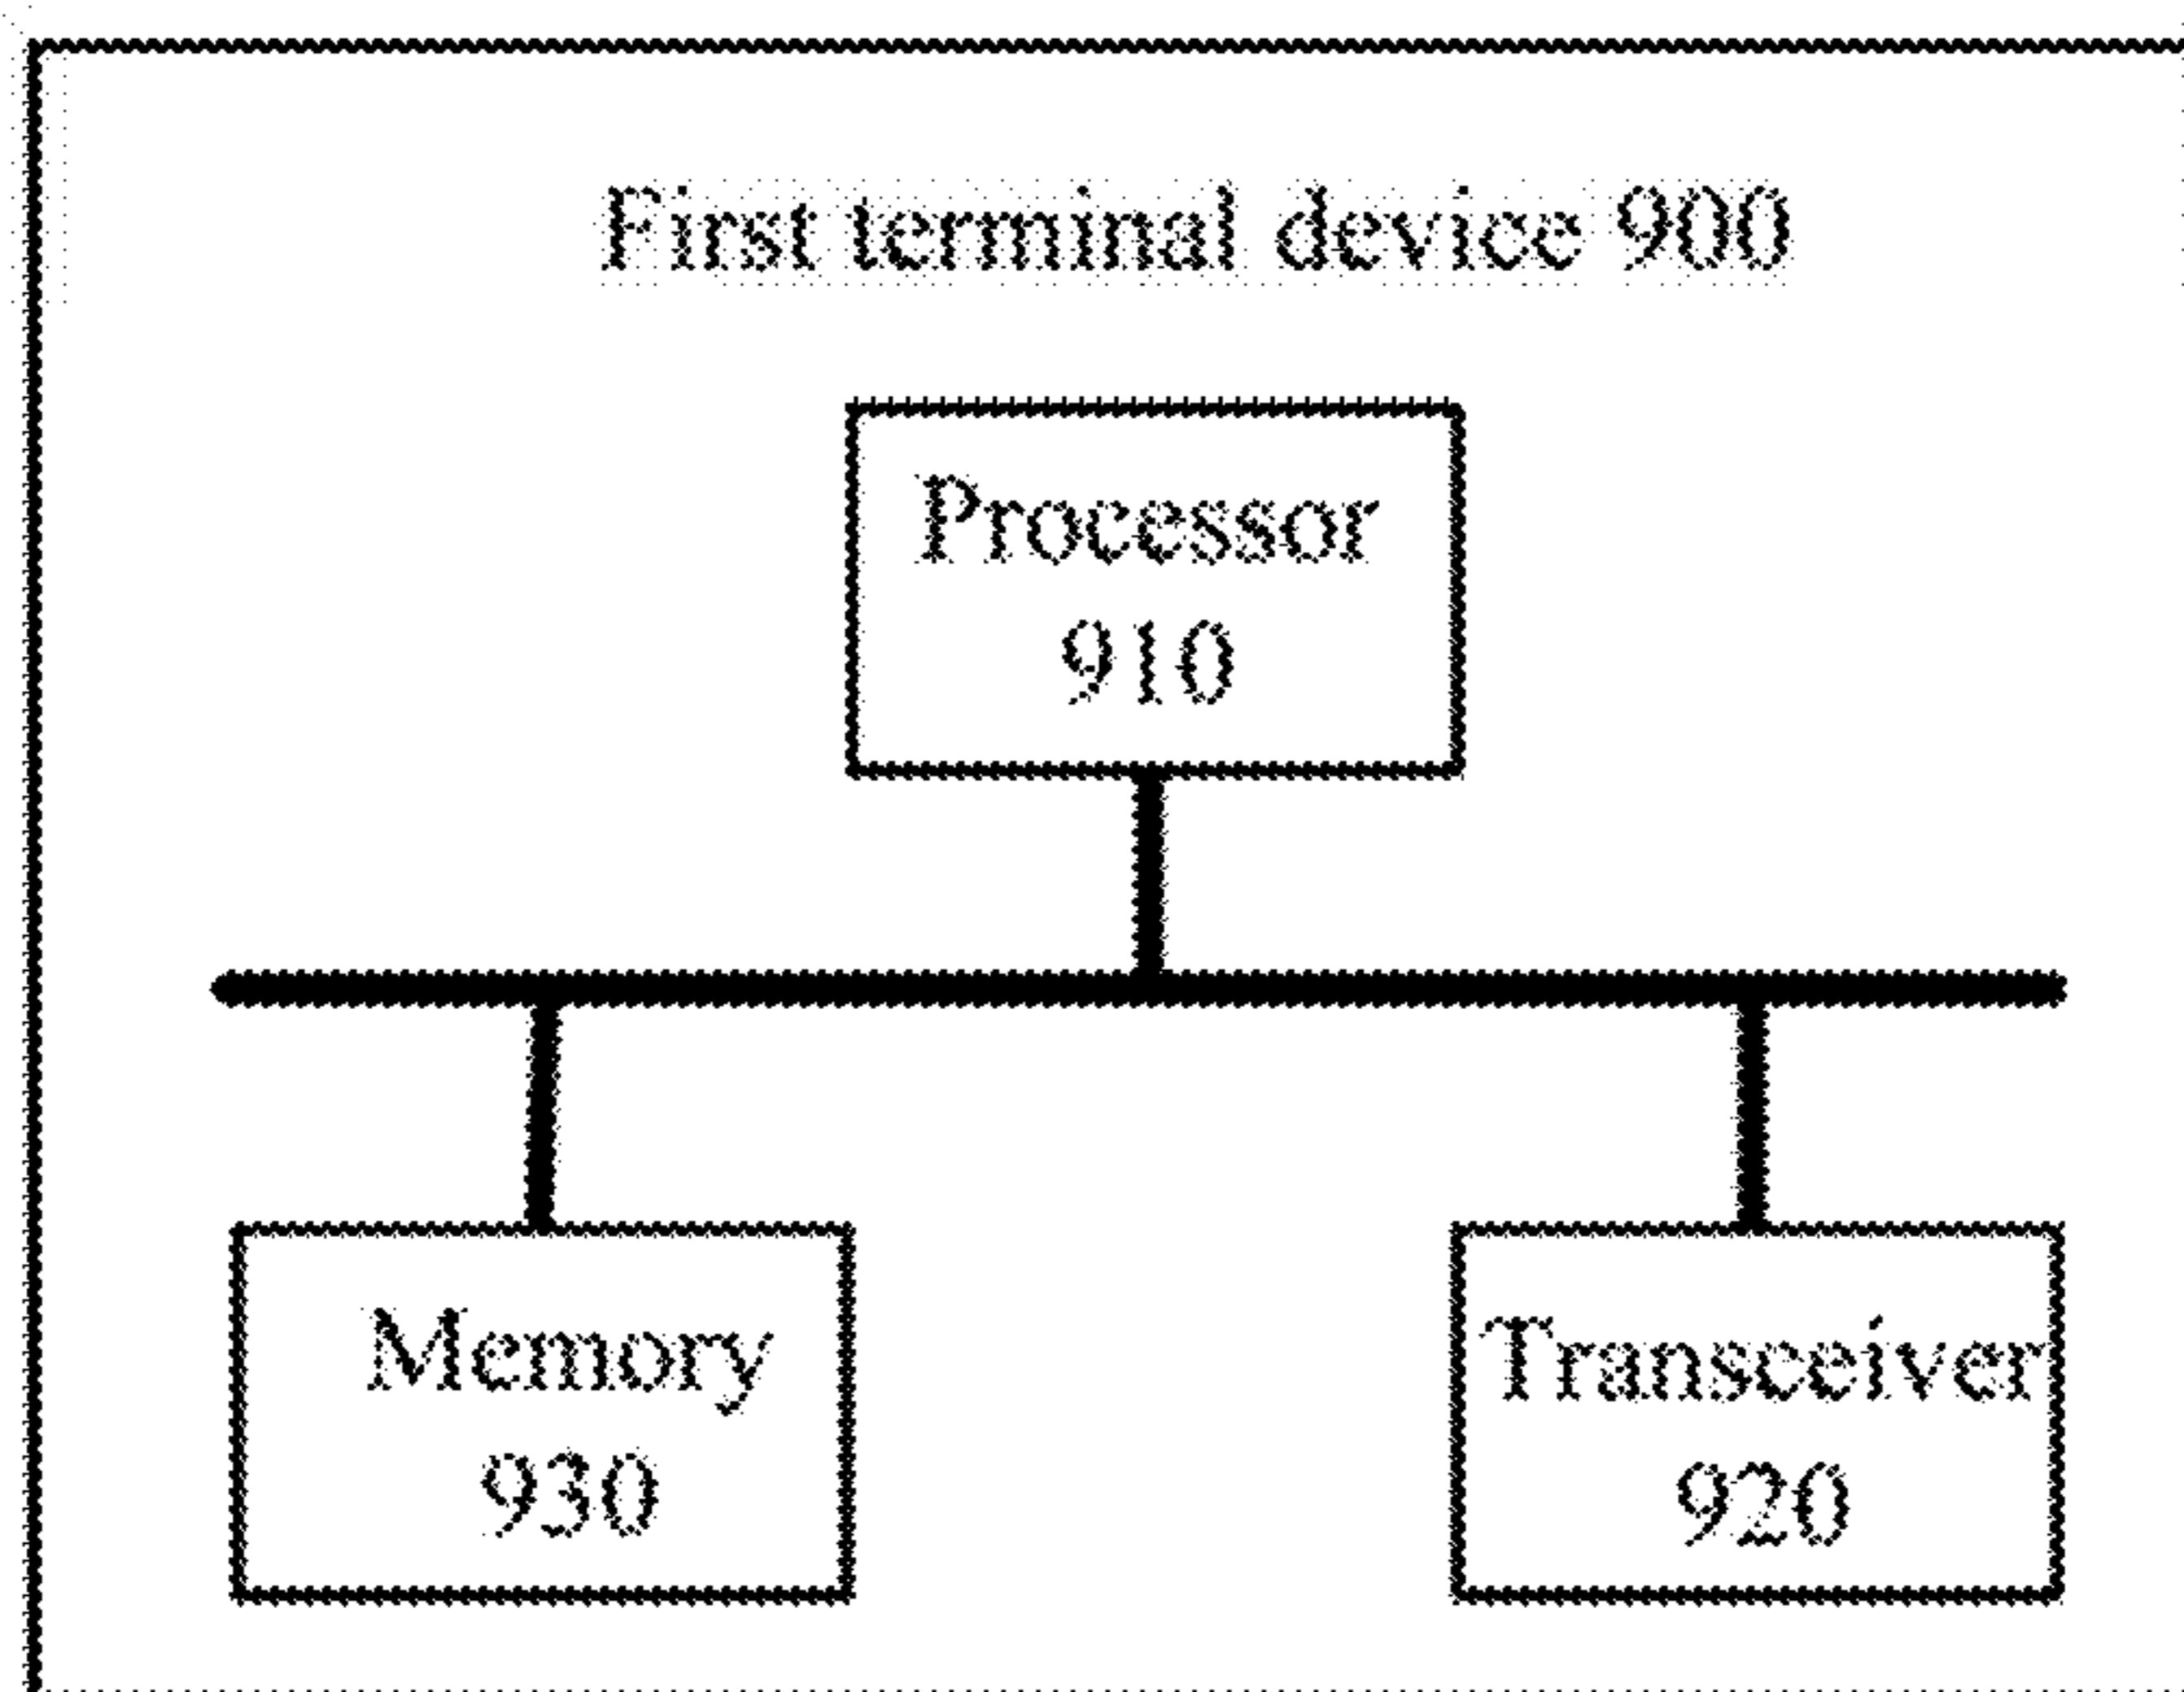 First terminal device 900
Processor
910
Memory
930
Transceiver
920